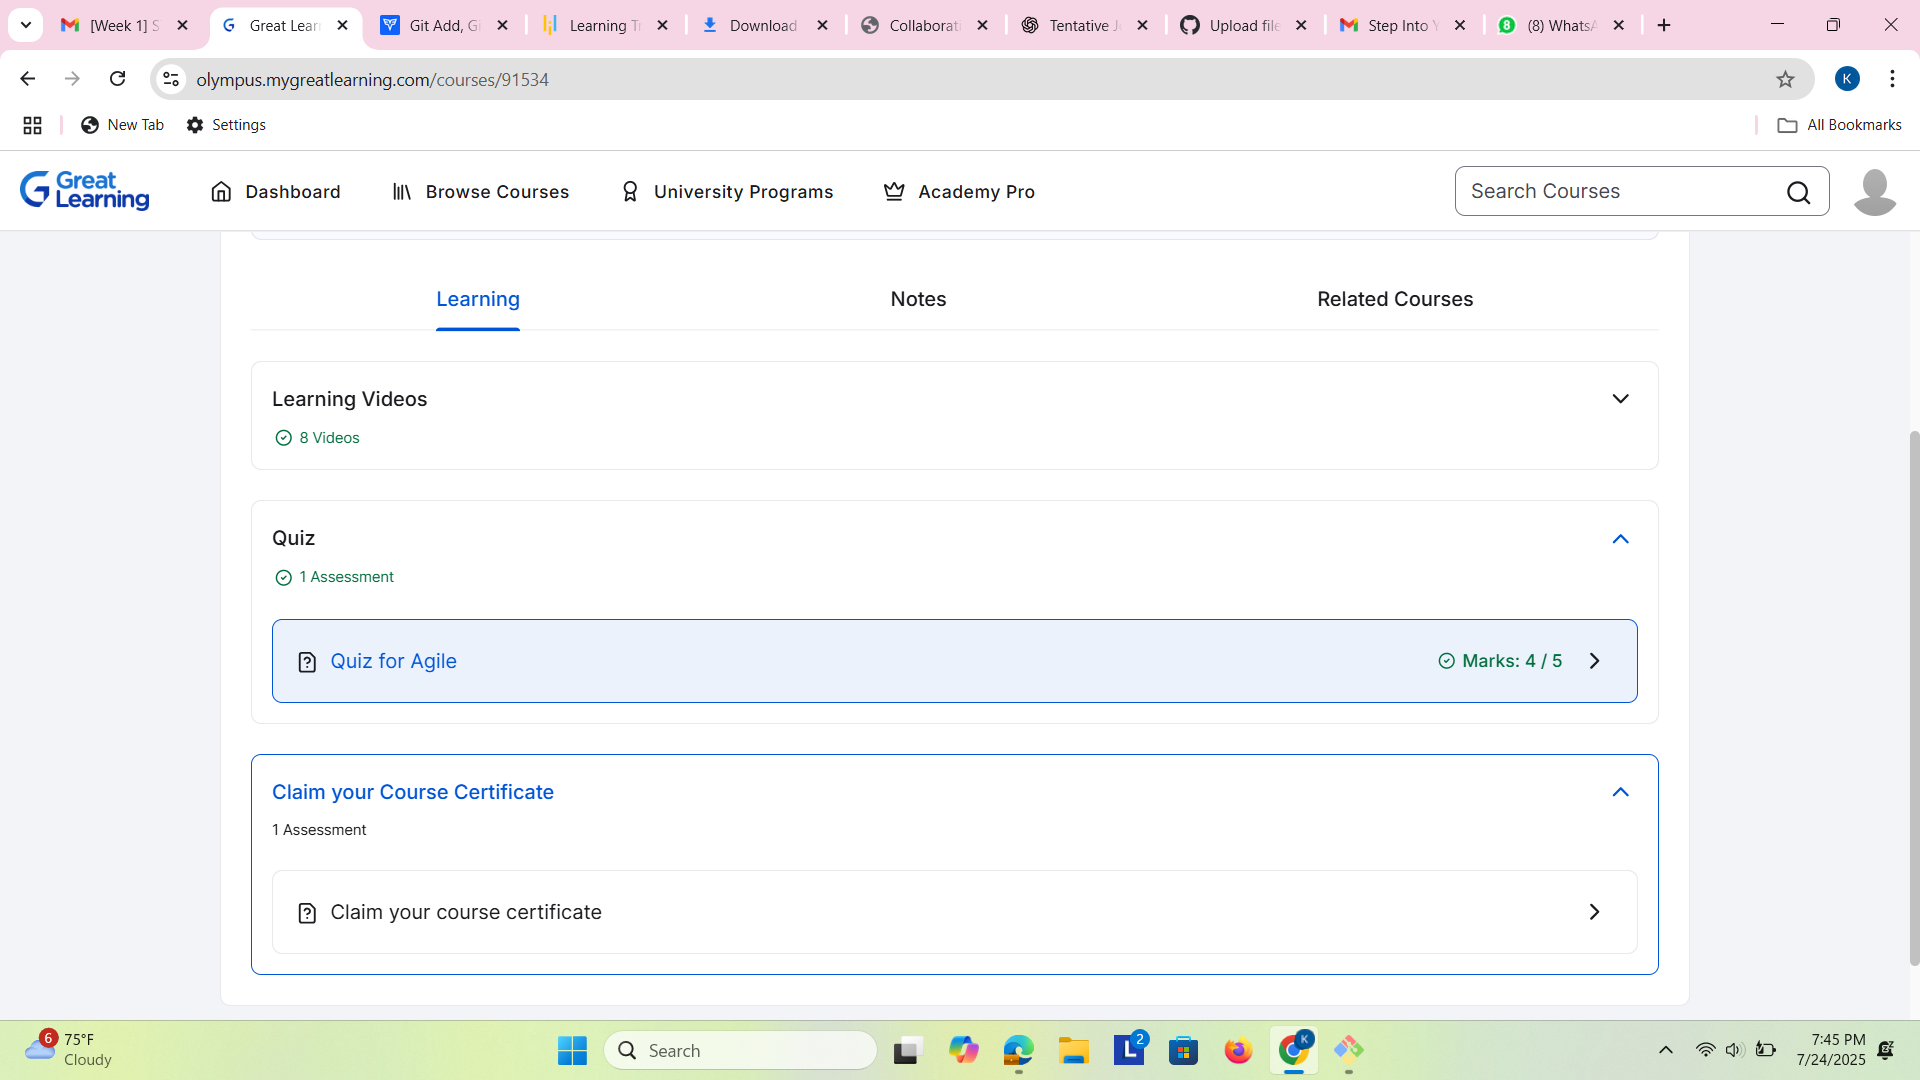 [Week 1] S
Great Lear
Git Add, Gi
Learning T
Download
Collaborati
Tentative J
Upload file
Step Into Y
(8) WhatsA
olympus.mygreatlearning.com/courses/91534
K
New Tab
Settings
All Bookmarks
Great
Learning
Dashboard
Browse Courses
University Programs
Academy Pro
Search Courses
Learning
Notes
Related Courses
Learning Videos
8 Videos
Quiz
1 Assessment
Quiz for Agile
Marks: 4 / 5
Claim your Course Certificate
1 Assessment
Claim your course certificate
6
75°F
Cloudy
Search
L
2
K
7:45 PM
7/24/2025